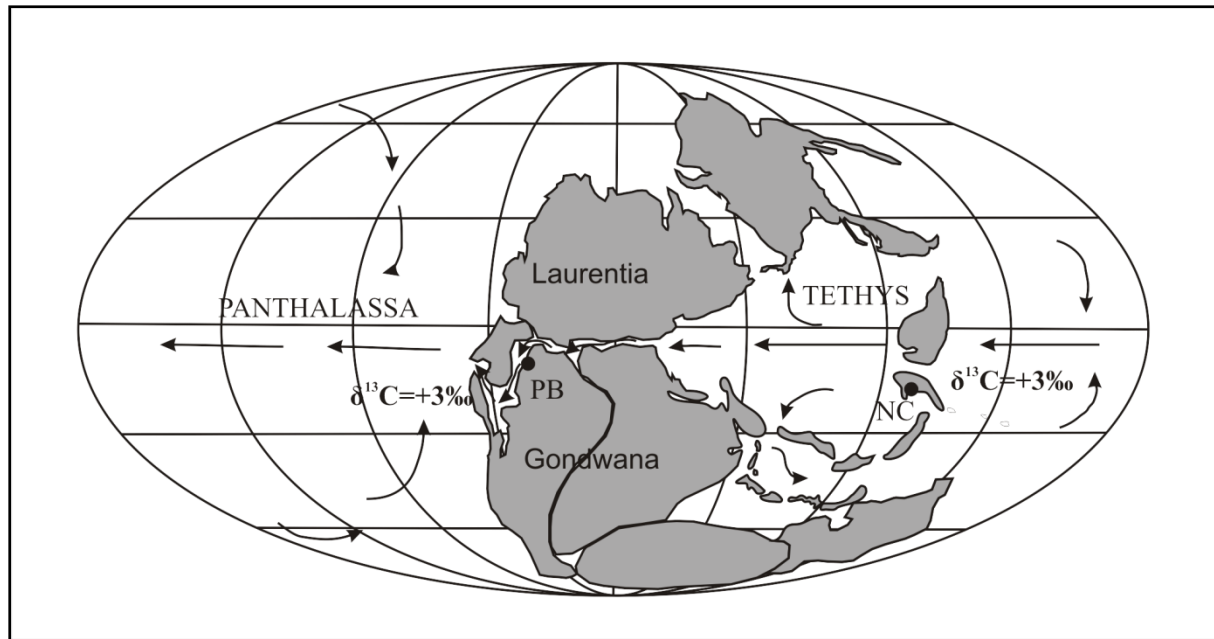 Laurentia
PANTHALASSA
TETHYS
δ¹³C=+3‰
PB
NC
δ¹³C=+3‰
Gondwana